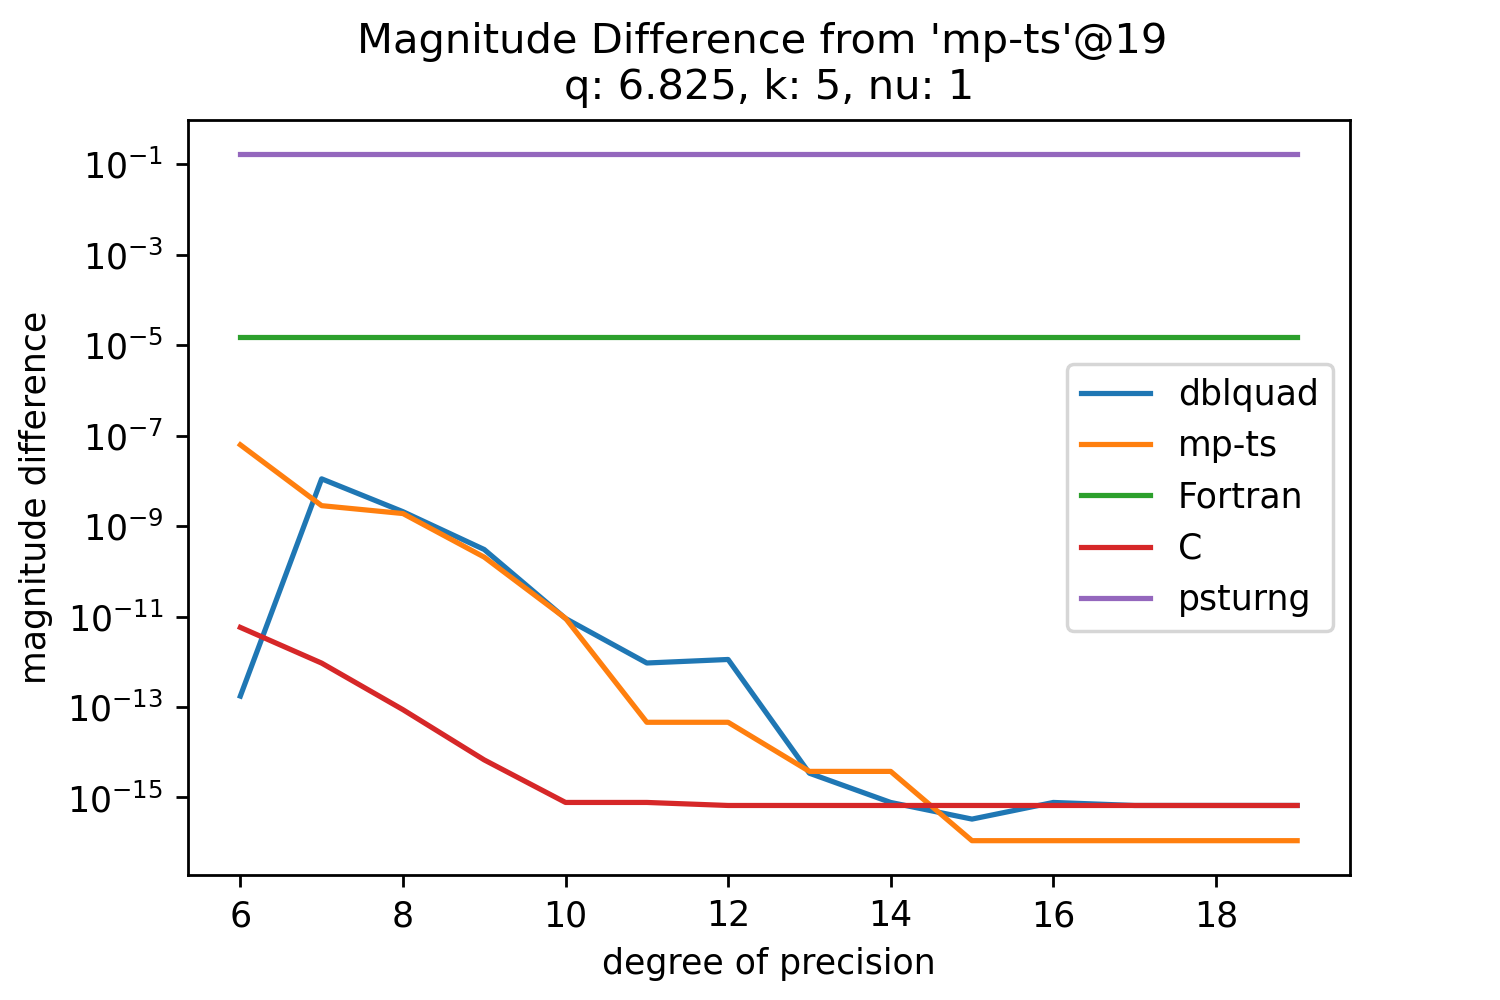 Magnitude Difference from 'mp-ts'@19
q: 6.825, k: 5, nu: 1
magnitude difference
10⁻¹
10⁻³
10⁻⁵
10⁻⁷
10⁻⁹
10⁻¹¹
10⁻¹³
10⁻¹⁵
dblquad
mp-ts
Fortran
C
psturng
6 8 10 12 14 16 18
degree of precision